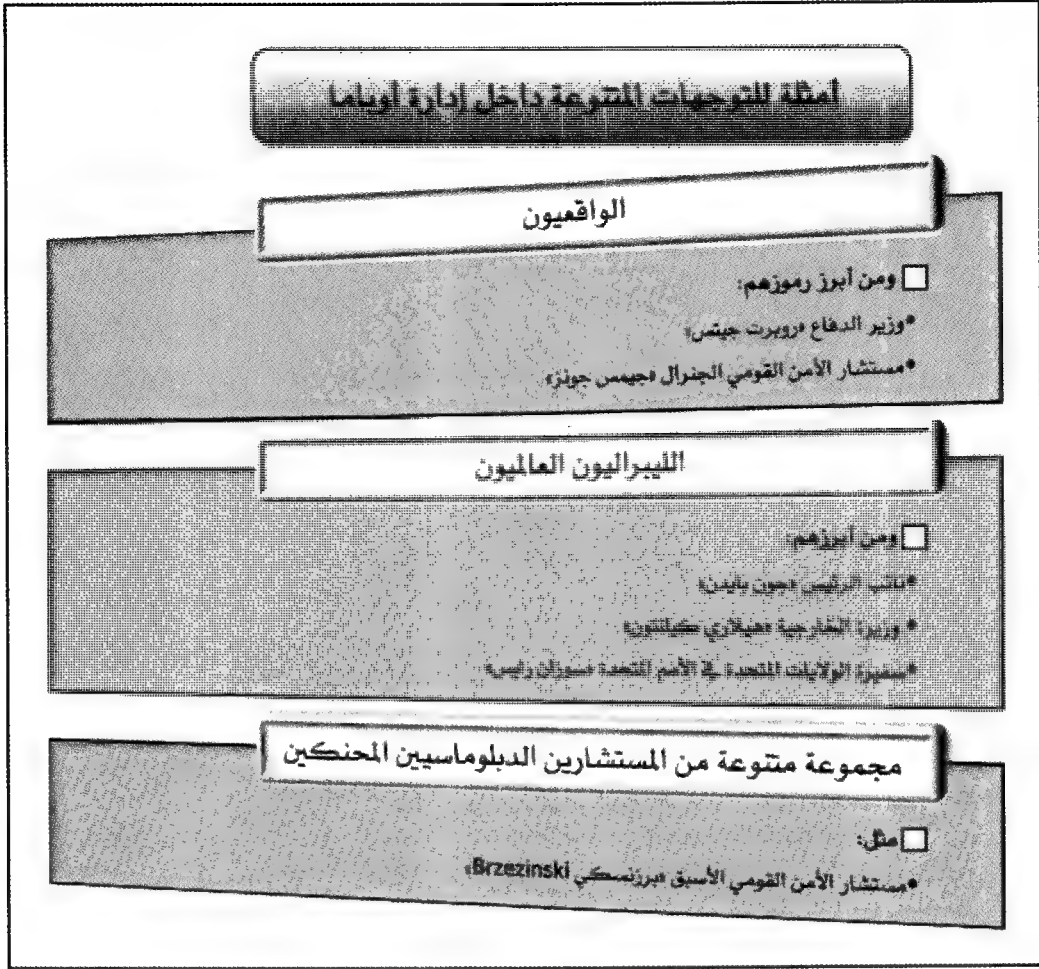 أمثلة للتوجهات المتنوعة داخل إدارة أوباما
الواقعيون
ومن أبرز رموزهم:
•وزير الدفاع «روبرت جيتس»
•مستشار الأمن القومي الجنرال «جيمس جونز»
الليبراليون العالميون
ومن أبرزهم:
•نائب الرئيس «جون بايدن»
• وزيرة الخارجية «هيلاري كيلنتون»
•سفيرة الولايات المتحدة في الأمم المتحدة «سوزان رايس»
مجموعة متنوعة من المستشارين الدبلوماسيين المحنكين
مثل:
•مستشار الأمن القومي الأسبق «برزنسكي Brzezinski»